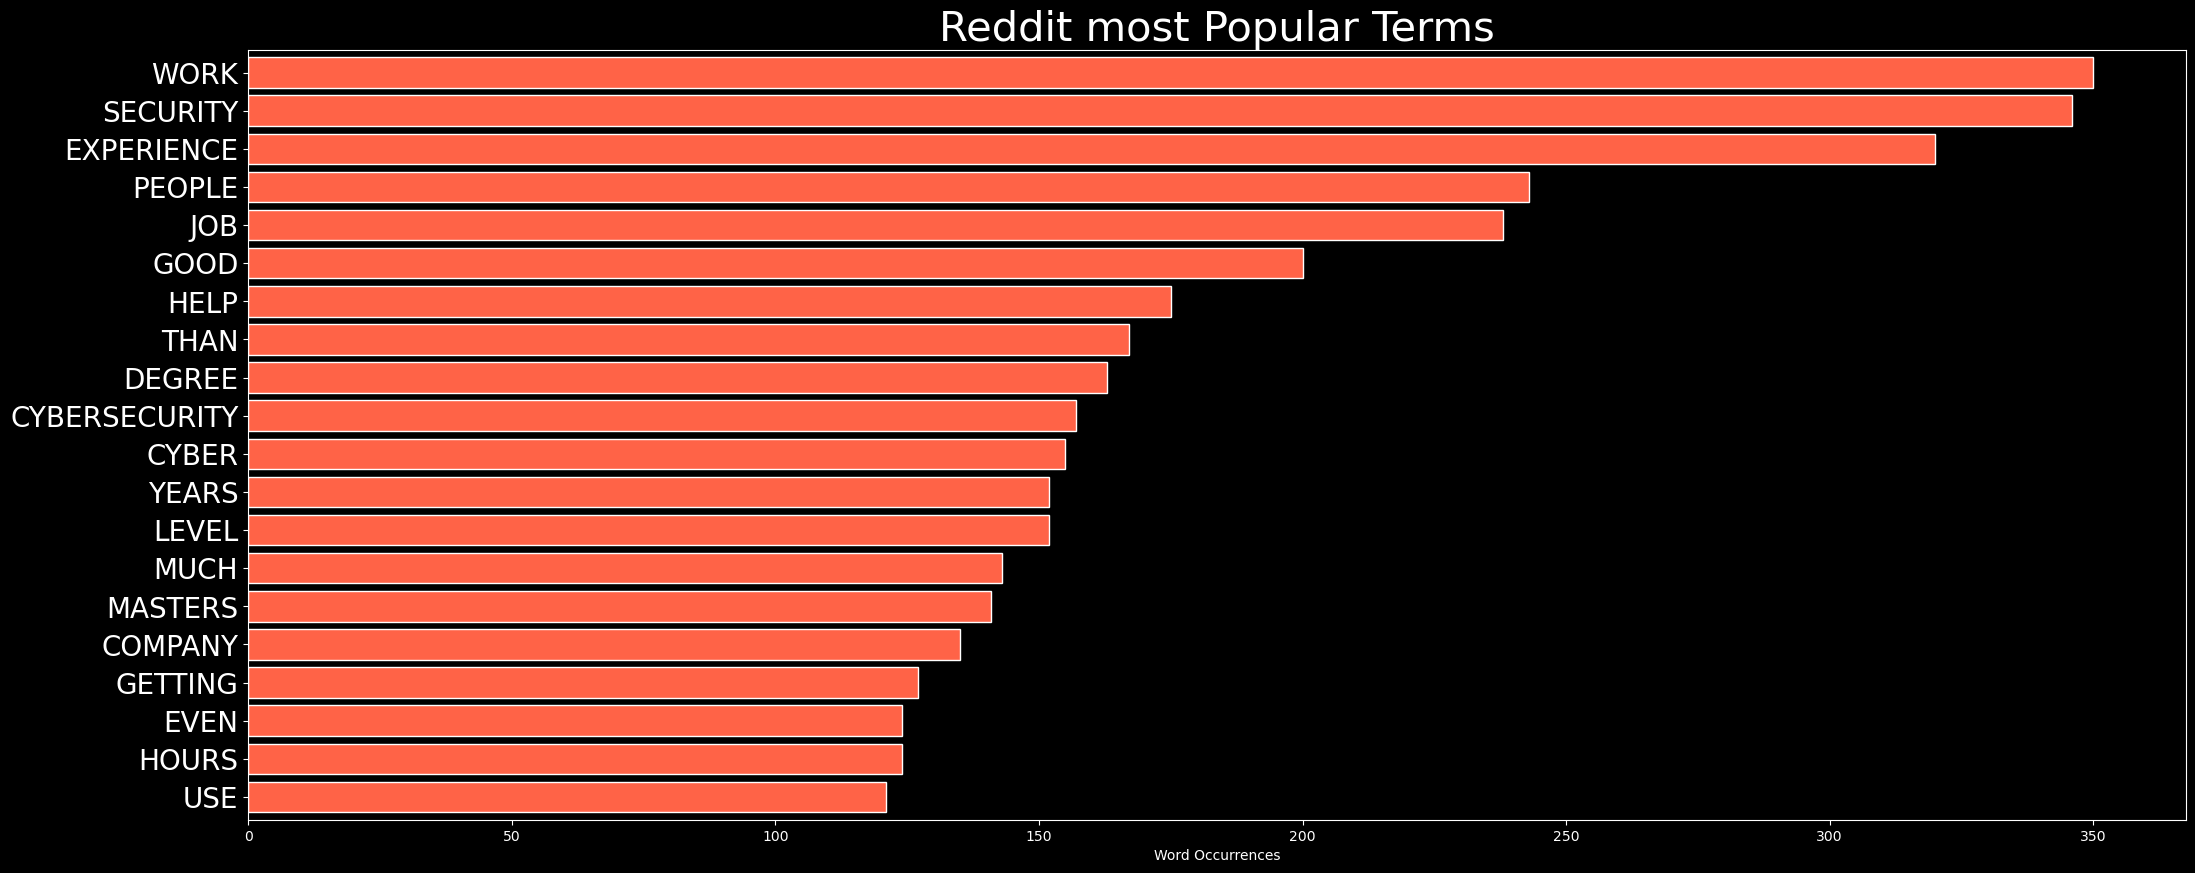 Reddit most Popular Terms
WORK
SECURITY
EXPERIENCE
PEOPLE
JOB
GOOD
HELP
THAN
DEGREE
CYBERSECURITY
CYBER
YEARS
LEVEL
MUCH
MASTERS
COMPANY
GETTING
EVEN
HOURS
USE
0 50 100 150 200 250 300 350
Word Occurrences